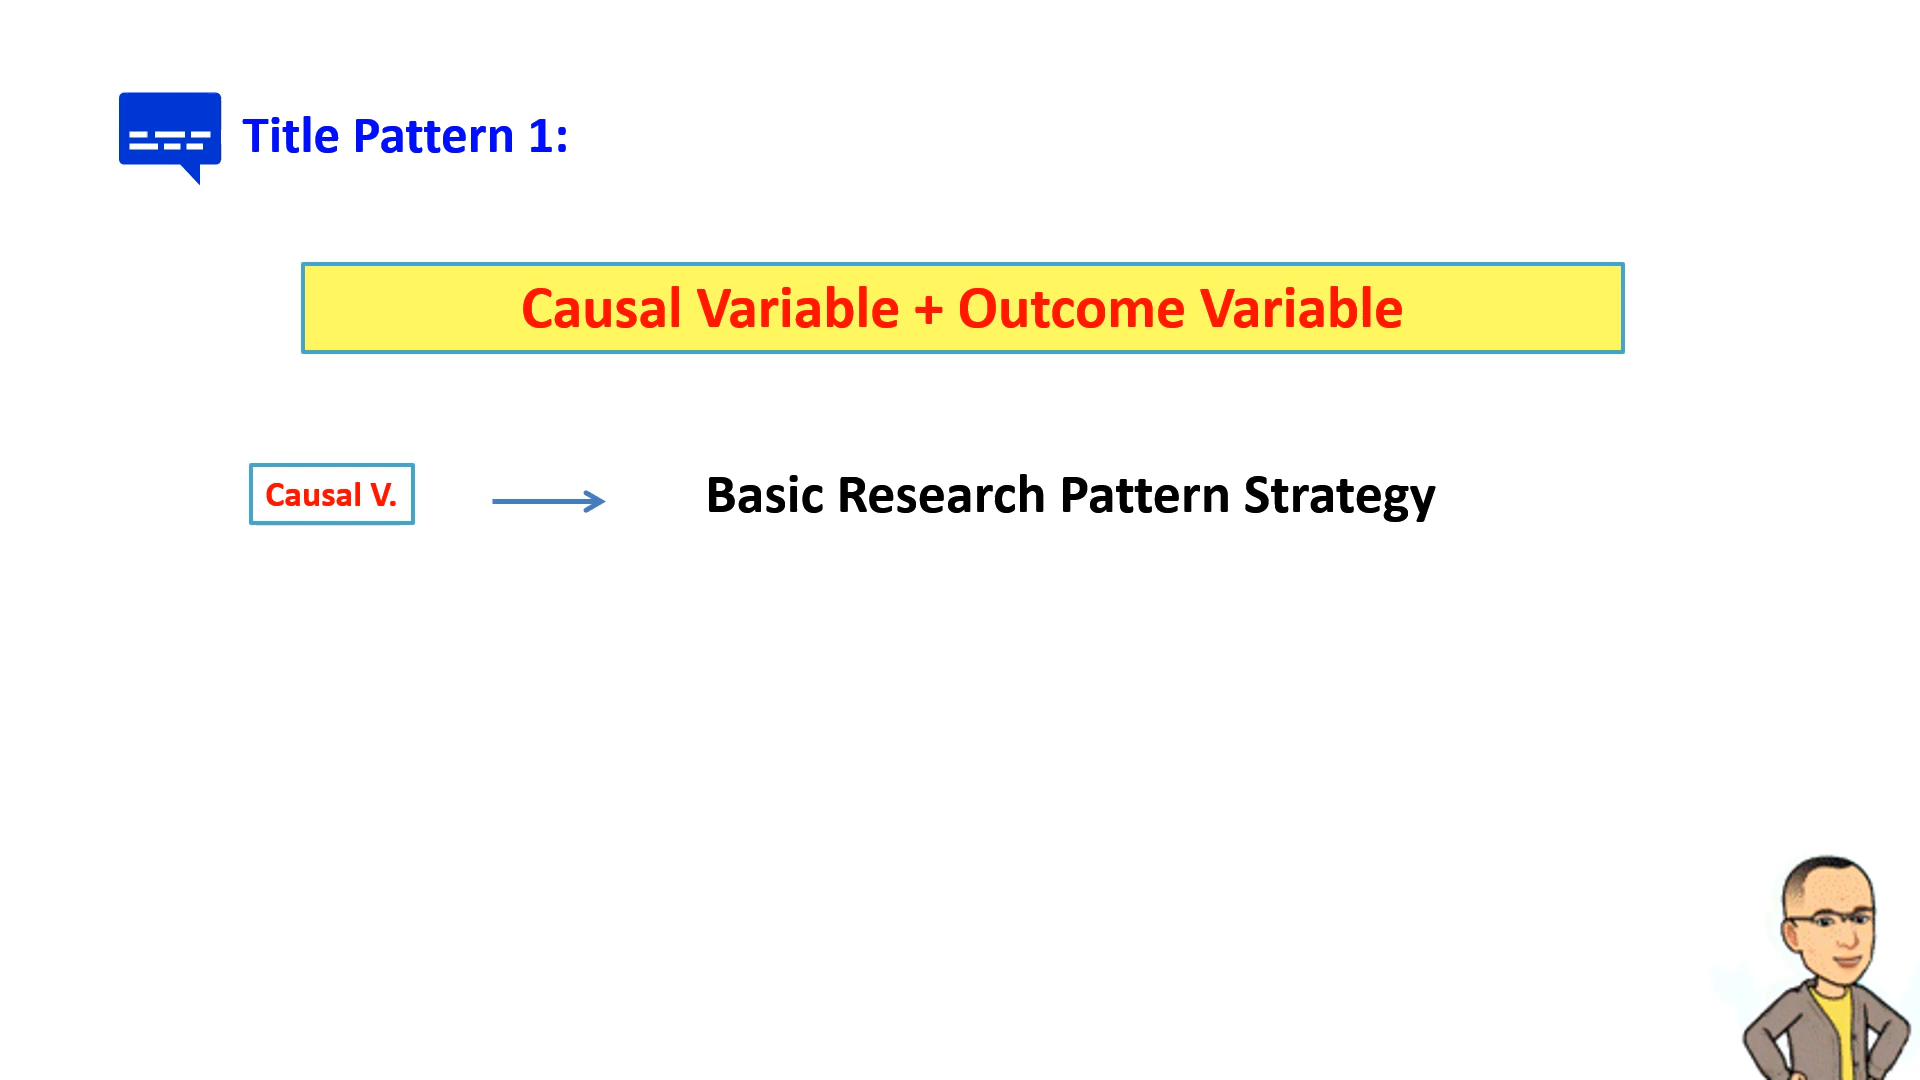 Title Pattern 1:
Causal Variable + Outcome Variable
Causal V.
Basic Research Pattern Strategy